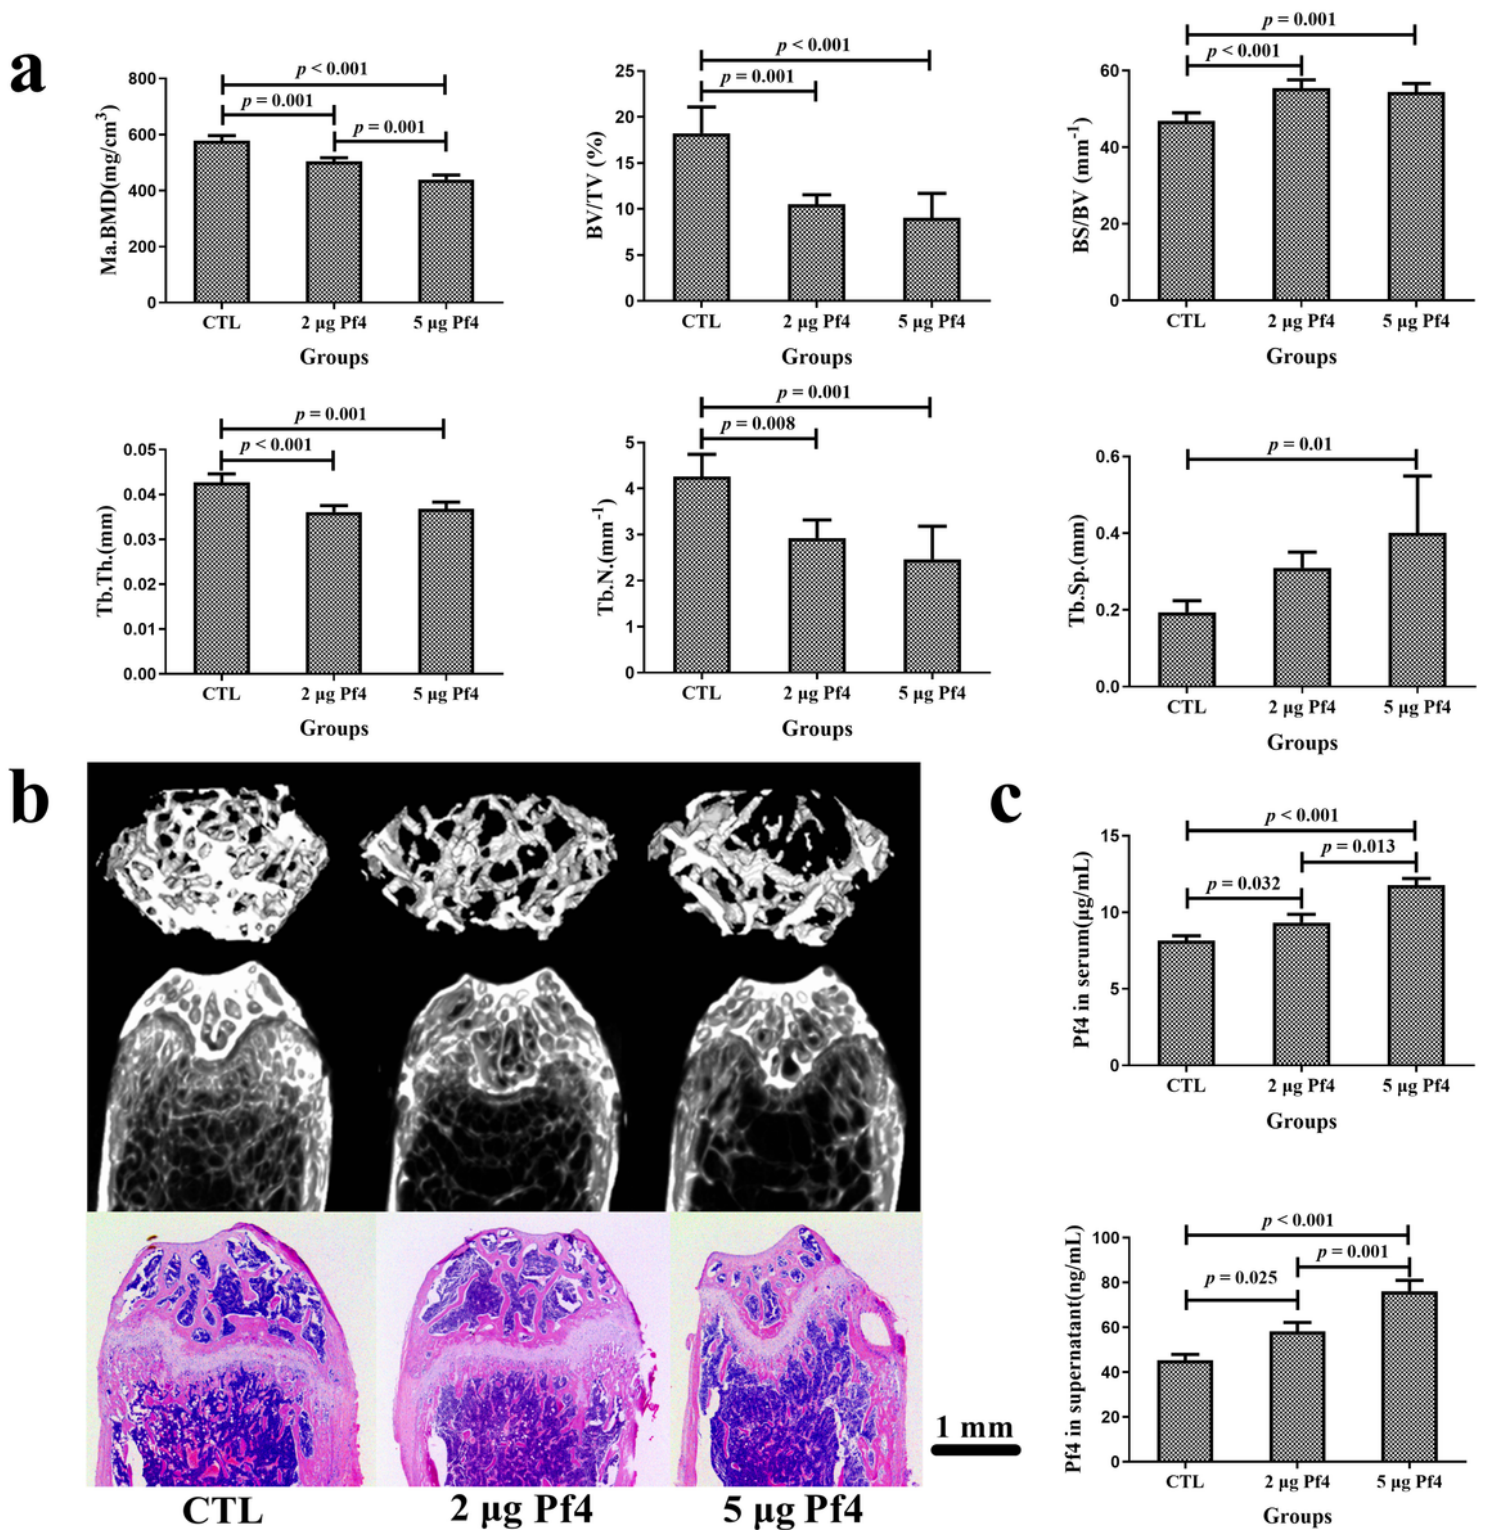 a
p < 0.001
p = 0.001
p = 0.001
Ma.BMD(mg/cm3)
800
600
400
200
0
CTL
2 μg Pf4
5 μg Pf4
Groups
p < 0.001
p = 0.001
BV/TV (%)
25
20
15
10
5
0
CTL
2 μg Pf4
5 μg Pf4
Groups
p = 0.001
p < 0.001
BS/BV (mm-1)
60
40
20
0
CTL
2 μg Pf4
5 μg Pf4
Groups
p = 0.001
p < 0.001
Tb.Th.(mm)
0.05
0.04
0.03
0.02
0.01
0.00
CTL
2 μg Pf4
5 μg Pf4
Groups
p = 0.001
p = 0.008
Tb.N.(mm-1)
5
4
3
2
1
0
CTL
2 μg Pf4
5 μg Pf4
Groups
p = 0.01
Tb.Sp.(mm)
0.6
0.4
0.2
0.0
CTL
2 μg Pf4
5 μg Pf4
Groups
b
CTL
2 μg Pf4
5 μg Pf4
1 mm
c
p < 0.001
p = 0.013
p = 0.032
Pf4 in serum(μg/mL)
15
10
5
0
CTL
2 μg Pf4
5 μg Pf4
Groups
p < 0.001
p = 0.001
p = 0.025
Pf4 in supernatant(ng/mL)
100
80
60
40
20
0
CTL
2 μg Pf4
5 μg Pf4
Groups